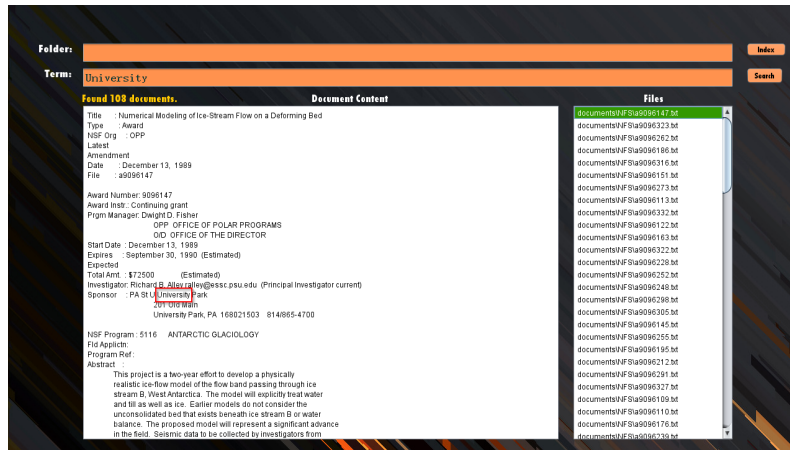 Folder:
Index
Term: University
Search
Found 108 documents.
Document Content
Files
Title : Numerical Modeling of Ice-Stream Flow on a Deforming Bed
Type : Award
NSF Org : OPP
Latest
Amendment
Date : December 13, 1989
File : a9096147
Award Number: 9096147
Award Instr.: Continuing grant
Prgm Manager: Dwight D. Fisher
OPP OFFICE OF POLAR PROGRAMS
O/D OFFICE OF THE DIRECTOR
Start Date : December 13, 1989
Expires : September 30, 1990 (Estimated)
Expected
Total Amt. : $72500 (Estimated)
Investigator: Richard B. Alley ralley@essc.psu.edu (Principal Investigator current)
Sponsor : PA St U University Park
201 Old Main
University Park, PA 168021503 814/865-4700
NSF Program : 5116 ANTARCTIC GLACIOLOGY
Fld Applictn:
Program Ref :
Abstract :
This project is a two-year effort to develop a physically
realistic ice-flow model of the flow band passing through ice
stream B, West Antarctica. The model will explicitly treat water
and till as well as ice. Earlier models do not consider the
unconsolidated bed that exists beneath ice stream B or water
balance. The proposed model will represent a significant advance
in the field. Seismic data to be collected by investigators from
documents\NFS\a9096147.txt
documents\NFS\a9096323.txt
documents\NFS\a9096262.txt
documents\NFS\a9096186.txt
documents\NFS\a9096316.txt
documents\NFS\a9096151.txt
documents\NFS\a9096273.txt
documents\NFS\a9096113.txt
documents\NFS\a9096332.txt
documents\NFS\a9096122.txt
documents\NFS\a9096163.txt
documents\NFS\a9096322.txt
documents\NFS\a9096228.txt
documents\NFS\a9096252.txt
documents\NFS\a9096248.txt
documents\NFS\a9096298.txt
documents\NFS\a9096305.txt
documents\NFS\a9096145.txt
documents\NFS\a9096255.txt
documents\NFS\a9096195.txt
documents\NFS\a9096212.txt
documents\NFS\a9096291.txt
documents\NFS\a9096327.txt
documents\NFS\a9096109.txt
documents\NFS\a9096110.txt
documents\NFS\a9096176.txt
documents\NFS\a9096239.txt